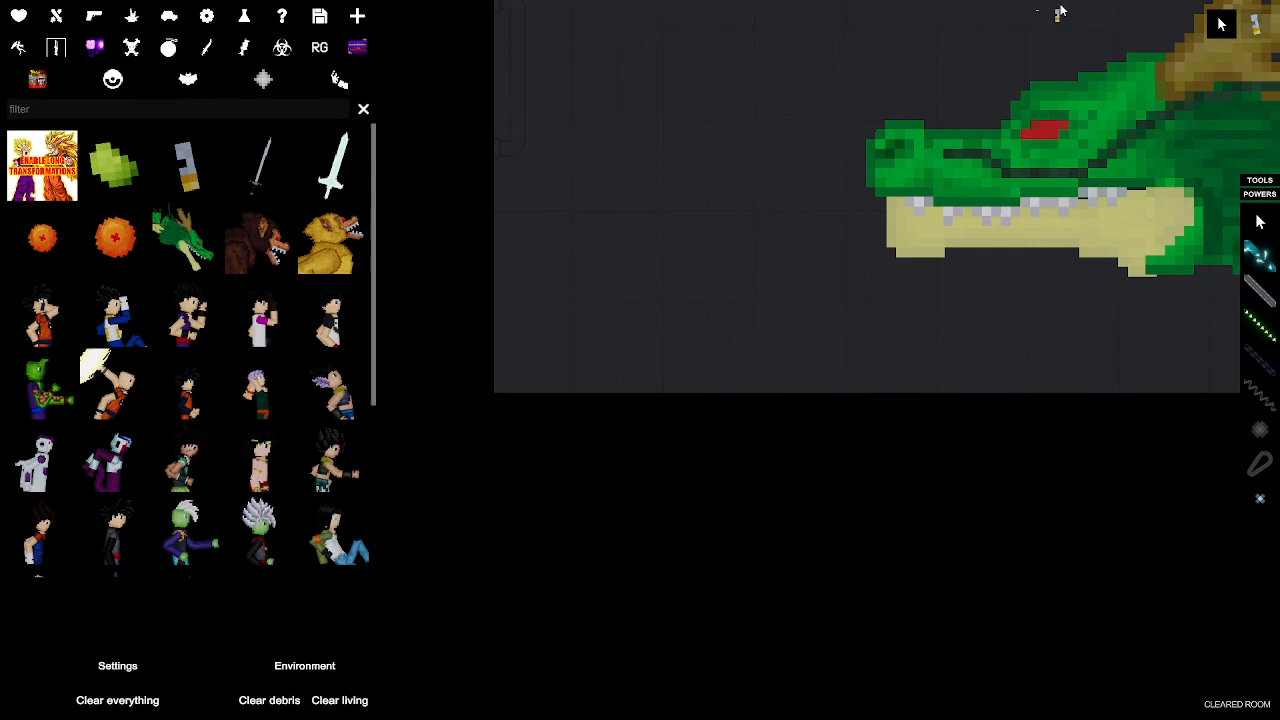 RG
filter
ENABLE LONG
TRANSFORMATIONS
TOOLS
POWERS
Settings
Environment
Clear everything
Clear debris
Clear living
CLEARED ROOM